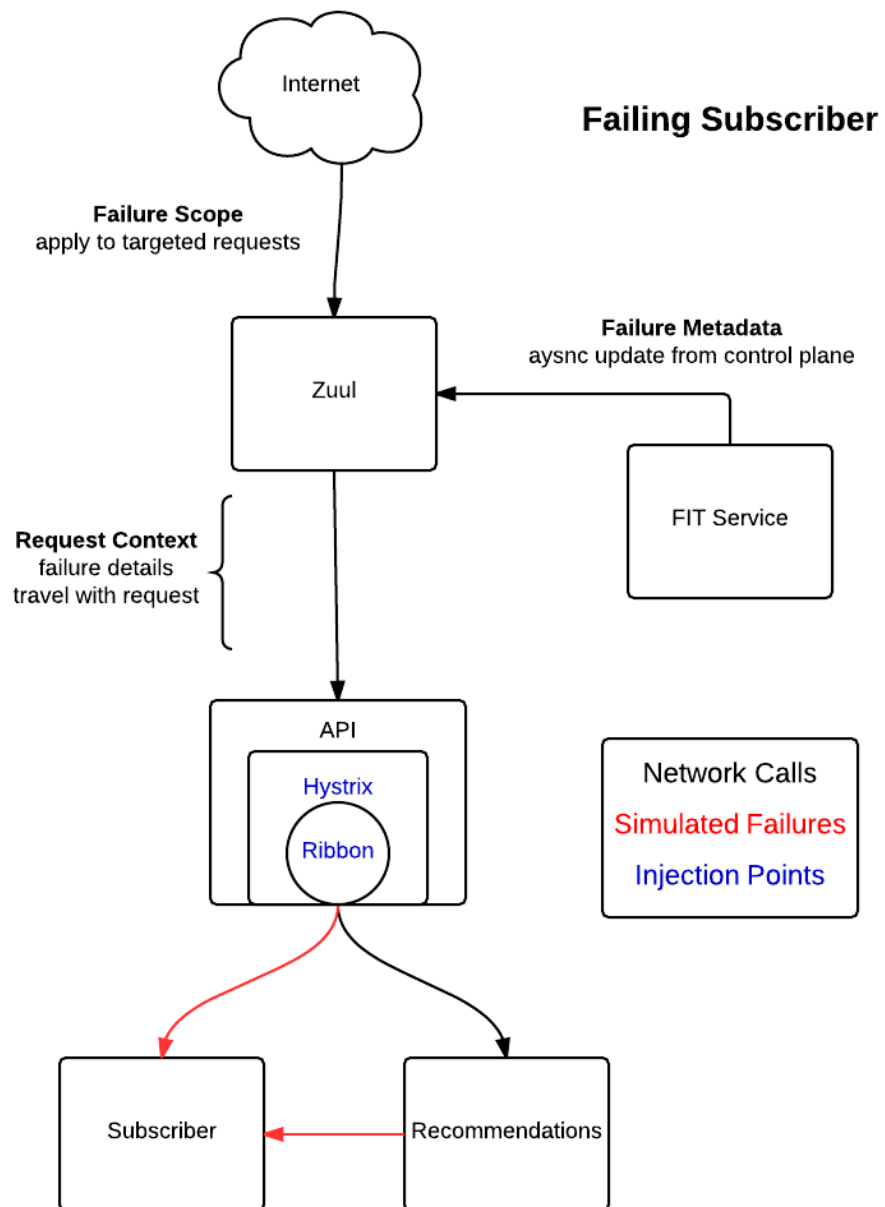 Internet
Failing Subscriber
Failure Scope
apply to targeted requests
Failure Metadata
aysnc update from control plane
Zuul
FIT Service
Request Context
failure details
travel with request
API
Hystrix
Ribbon
Network Calls
Simulated Failures
Injection Points
Subscriber
Recommendations